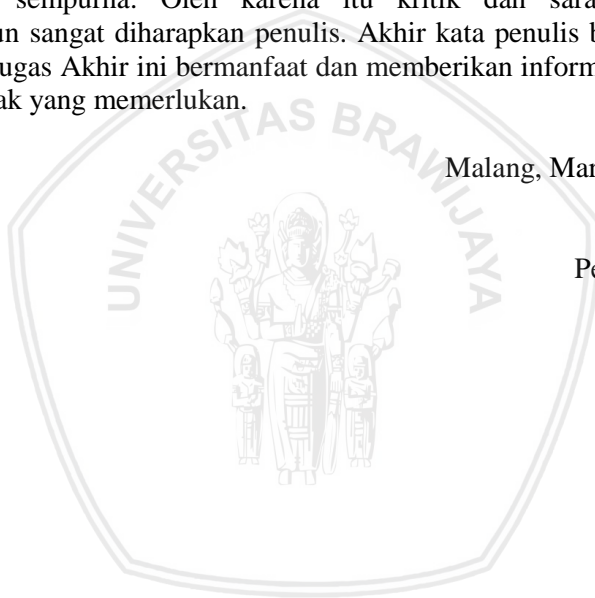 sempurna. Oleh karena itu kritik dan sara
un sangat diharapkan penulis. Akhir kata penulis b
ugas Akhir ini bermanfaat dan memberikan inform
ak yang memerlukan.
UNIVERSITAS BRAWIJAYA
Malang, Mar
Pe